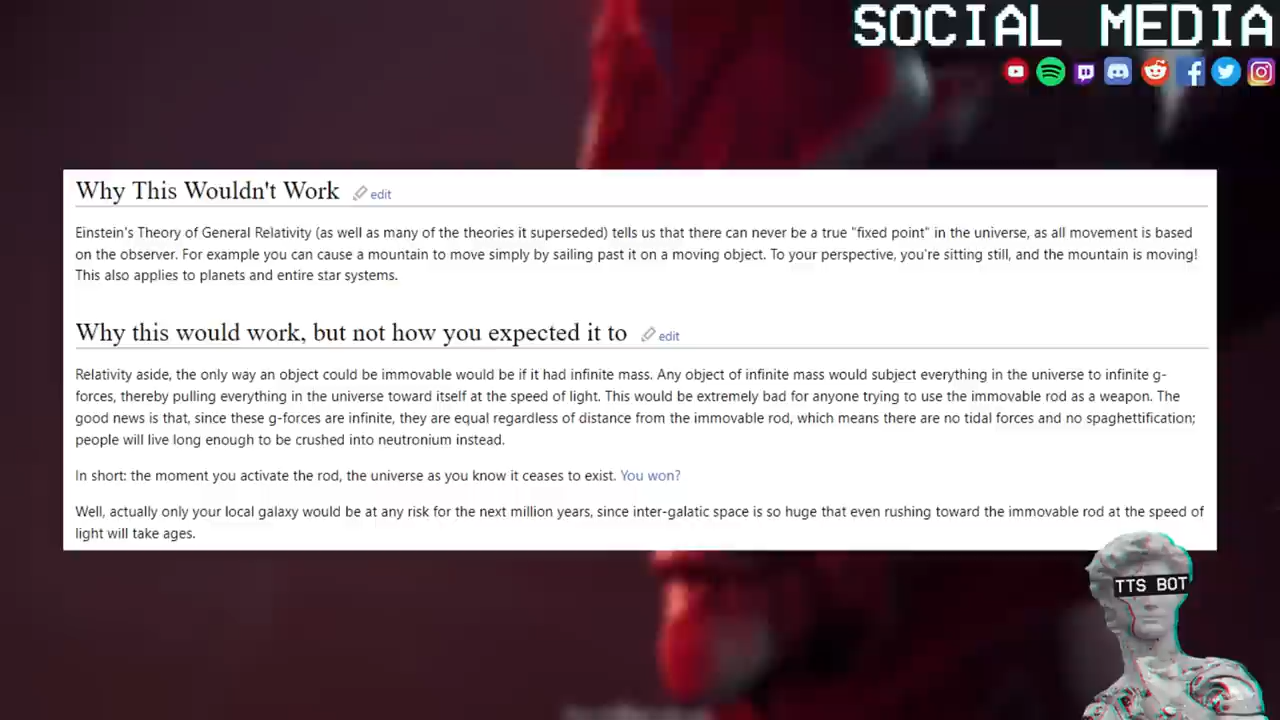 SOCIAL MEDIA
Why This Wouldn't Work edit
Einstein's Theory of General Relativity (as well as many of the theories it superseded) tells us that there can never be a true "fixed point" in the universe, as all movement is based
on the observer. For example you can cause a mountain to move simply by sailing past it on a moving object. To your perspective, you're sitting still, and the mountain is moving!
This also applies to planets and entire star systems.
Why this would work, but not how you expected it to edit
Relativity aside, the only way an object could be immovable would be if it had infinite mass. Any object of infinite mass would subject everything in the universe to infinite g-
forces, thereby pulling everything in the universe toward itself at the speed of light. This would be extremely bad for anyone trying to use the immovable rod as a weapon. The
good news is that, since these g-forces are infinite, they are equal regardless of distance from the immovable rod, which means there are no tidal forces and no spaghettification;
people will live long enough to be crushed into neutronium instead.
In short: the moment you activate the rod, the universe as you know it ceases to exist. You won?
Well, actually only your local galaxy would be at any risk for the next million years, since inter-galatic space is so huge that even rushing toward the immovable rod at the speed of
light will take ages.
TTS BOT